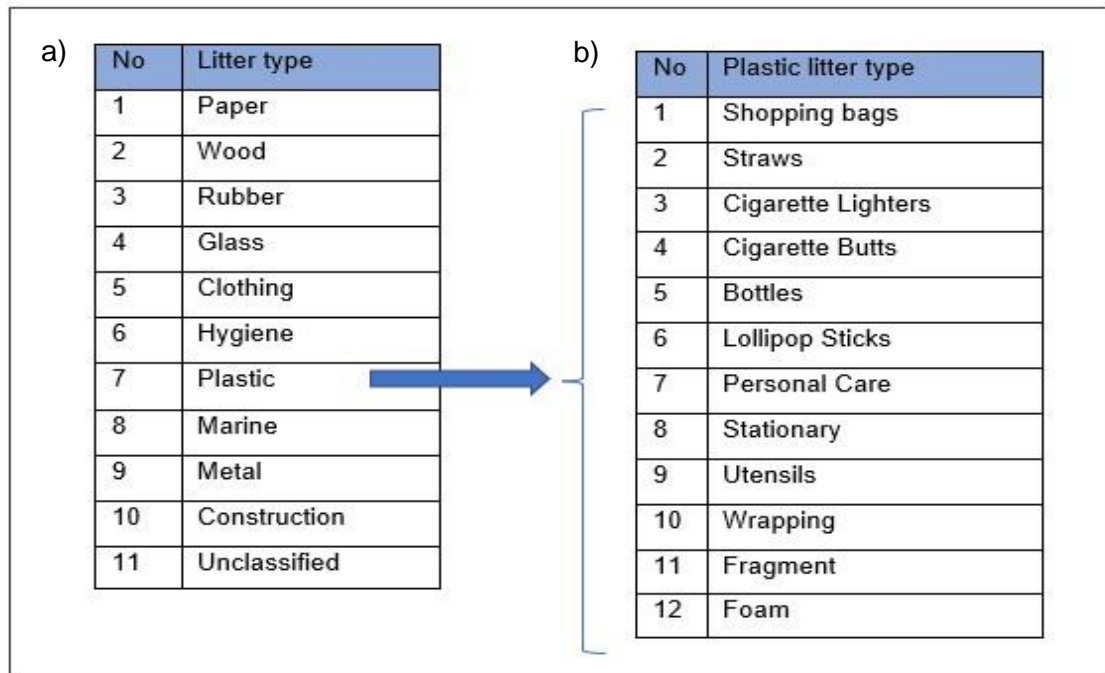 a)
No Litter type
1 Paper
2 Wood
3 Rubber
4 Glass
5 Clothing
6 Hygiene
7 Plastic
8 Marine
9 Metal
10 Construction
11 Unclassified
b)
No Plastic litter type
1 Shopping bags
2 Straws
3 Cigarette Lighters
4 Cigarette Butts
5 Bottles
6 Lollipop Sticks
7 Personal Care
8 Stationary
9 Utensils
10 Wrapping
11 Fragment
12 Foam